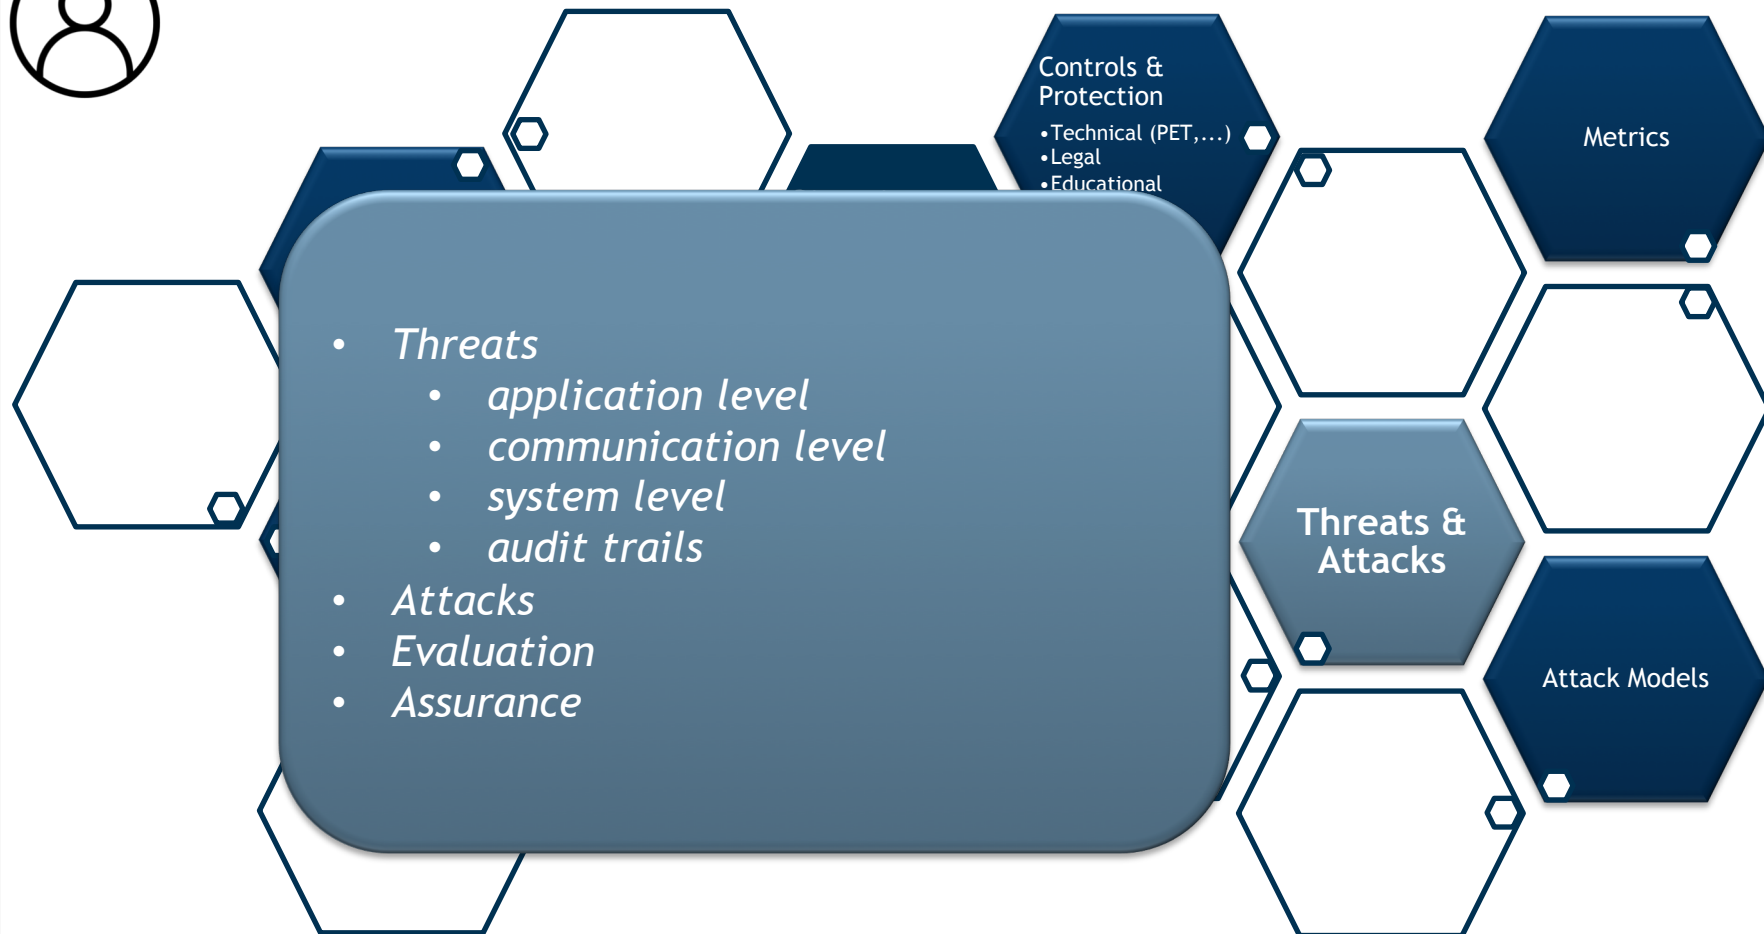 Controls &
Protection
•Technical (PET,...)
•Legal
•Educational
Metrics
• Threats
• application level
• communication level
• system level
• audit trails
• Attacks
• Evaluation
• Assurance
Threats &
Attacks
Attack Models